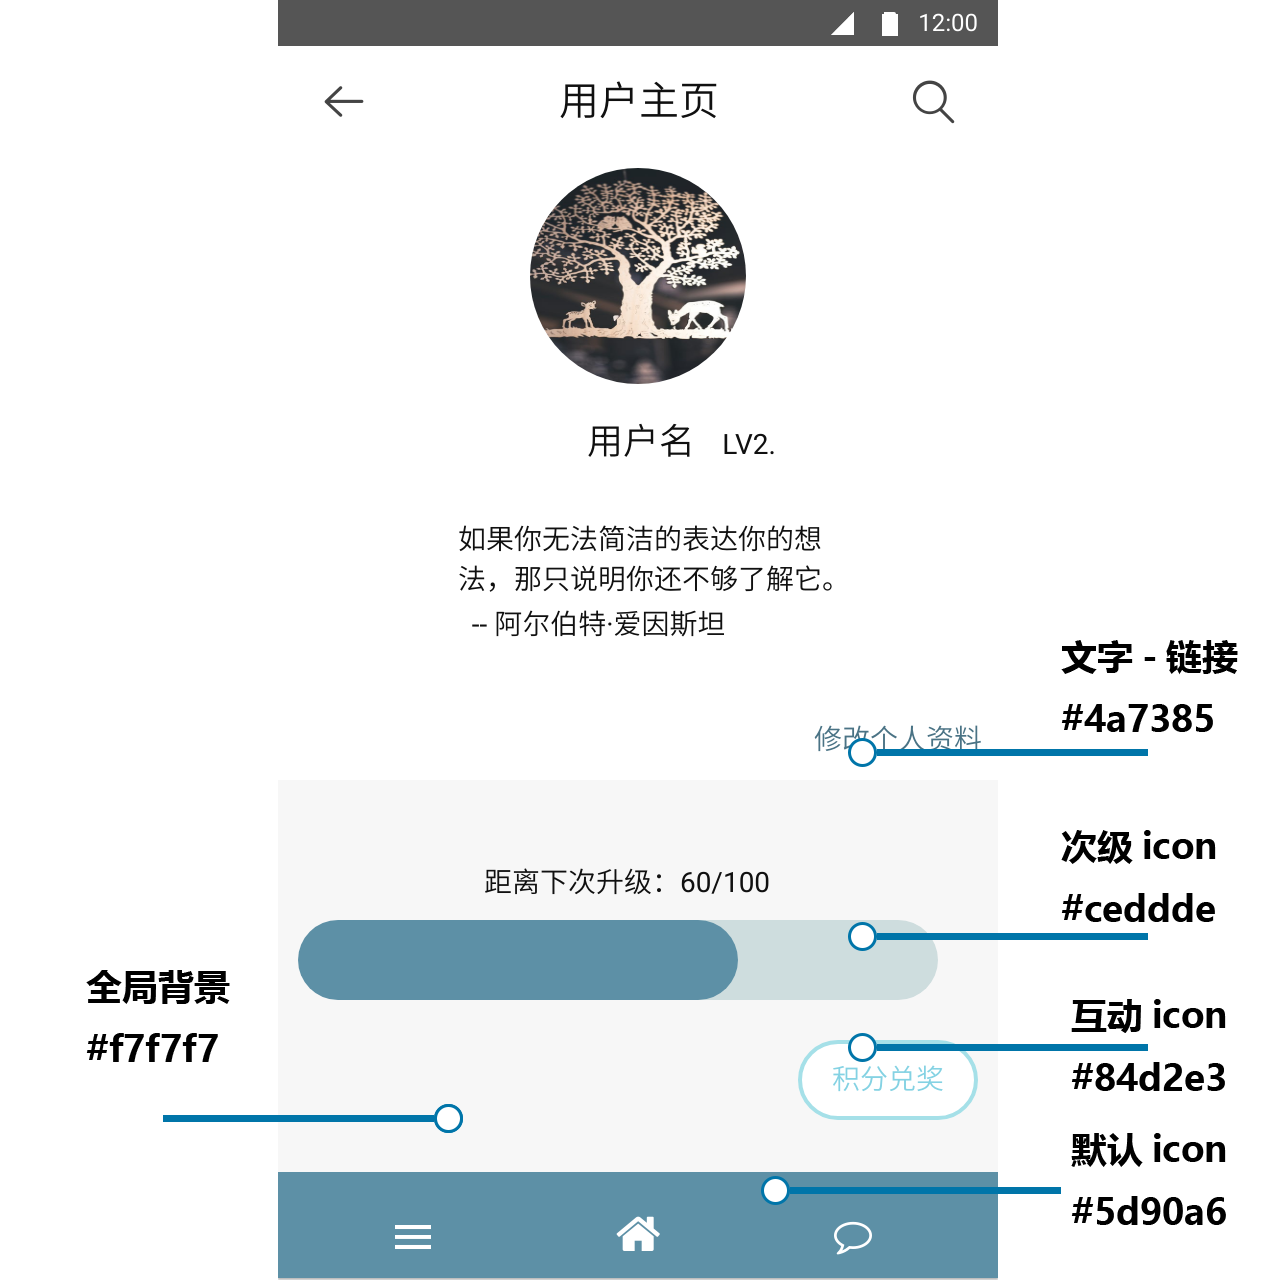 12:00
用户主页
用户名 LV2.
如果你无法简洁的表达你的想
法，那只说明你还不够了解它。
-- 阿尔伯特·爱因斯坦
文字 - 链接
#4a7385
修改个人资料
次级 icon
#ceddde
距离下次升级：60/100
全局背景
#f7f7f7
互动 icon
#84d2e3
积分兑奖
默认 icon
#5d90a6